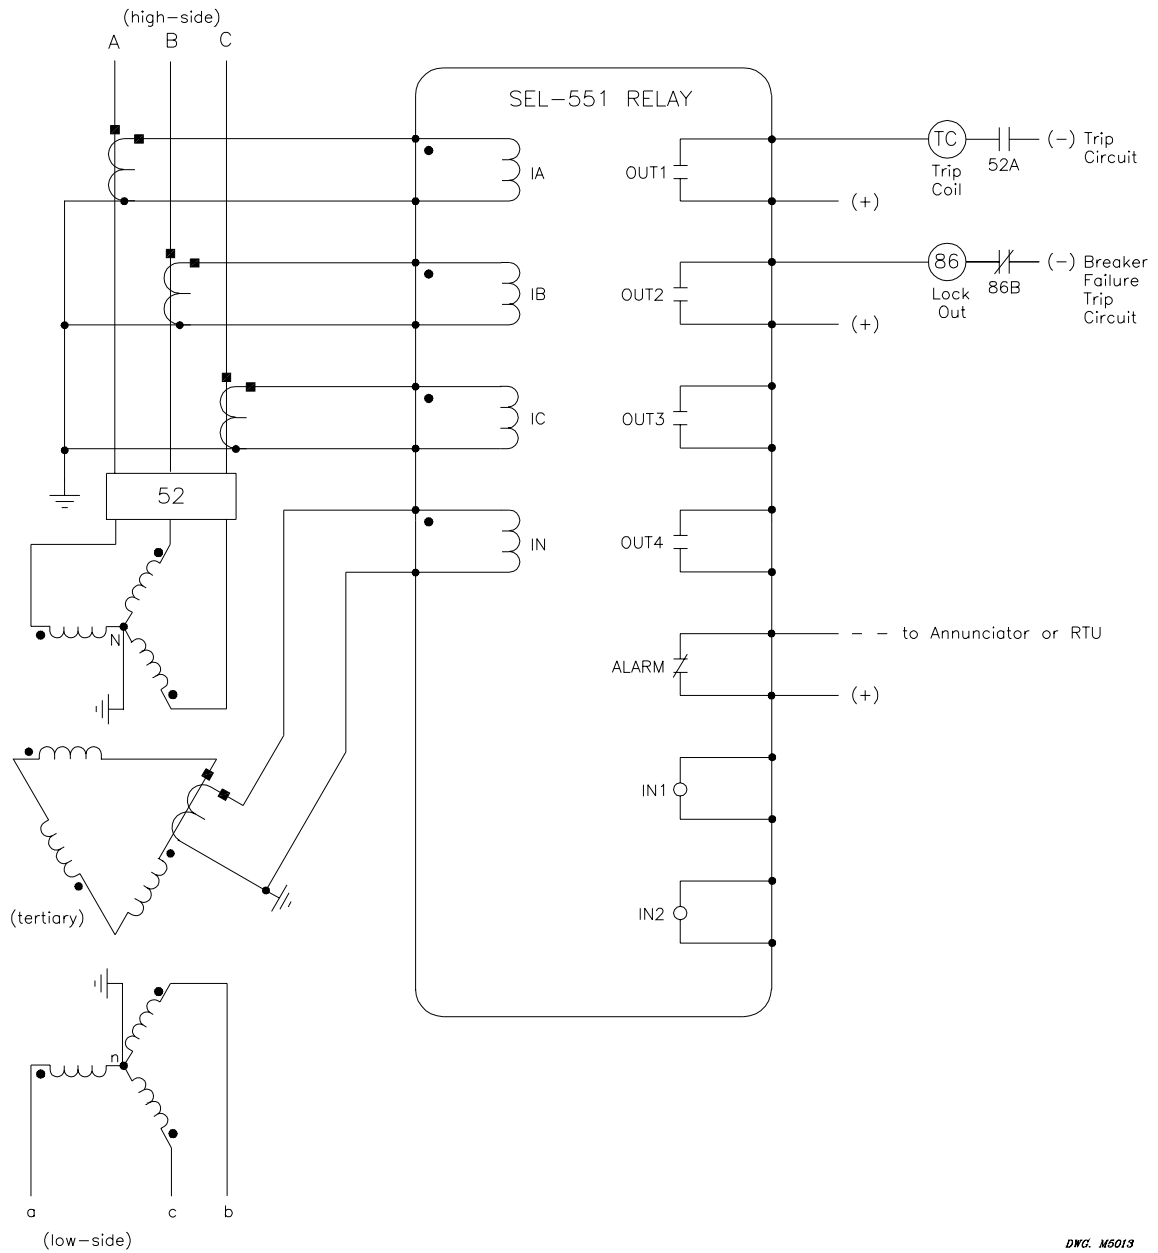 (high-side)
A B C
SEL-551 RELAY
IA
OUT1
TC
Trip
Coil
52A
(-) Trip
Circuit
(+)
IB
OUT2
86
Lock
Out
86B
(-) Breaker
Failure
Trip
Circuit
(+)
IC
OUT3
52
IN
OUT4
N
ALARM
to Annunciator or RTU
(+)
IN1
IN2
(tertiary)
n
a c b
(low-side)
DWG. M5013